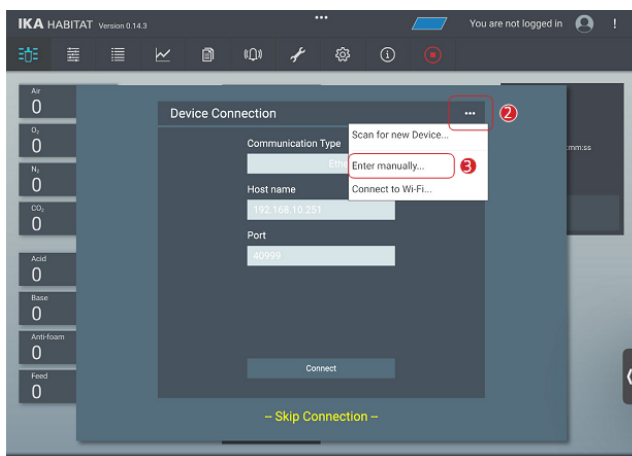 IKA HABITAT Version 0.14.3
You are not logged in
!
Air
0
O₂
0
N₂
0
CO₂
0
Acid
0
Base
0
Anti-foam
0
Feed
0
Device Connection
2
Scan for new Device...
Enter manually...
3
Connect to Wi-Fi...
Communication Type
Ethe
Host name
192.168.10.251
Port
40999
Connect
-- Skip Connection --
:mm:ss